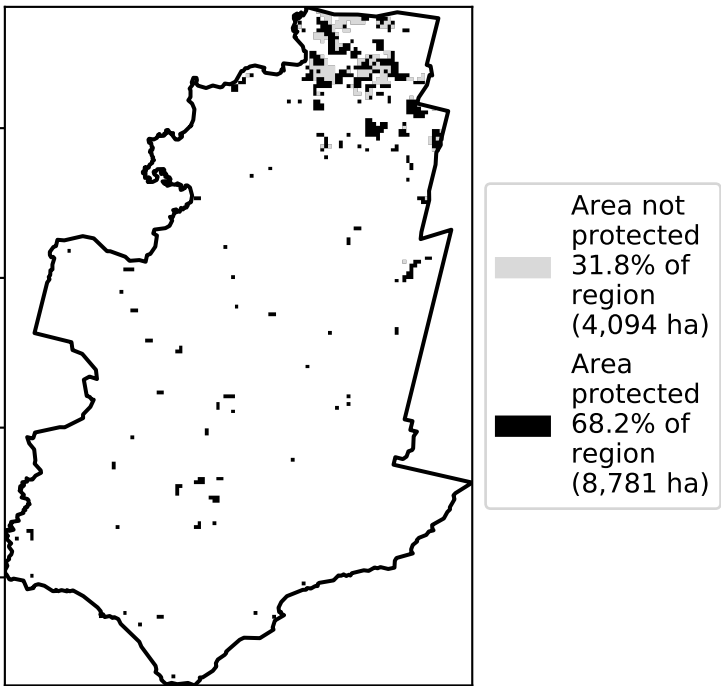 Area not
protected
31.8% of
region
(4,094 ha)
Area
protected
68.2% of
region
(8,781 ha)